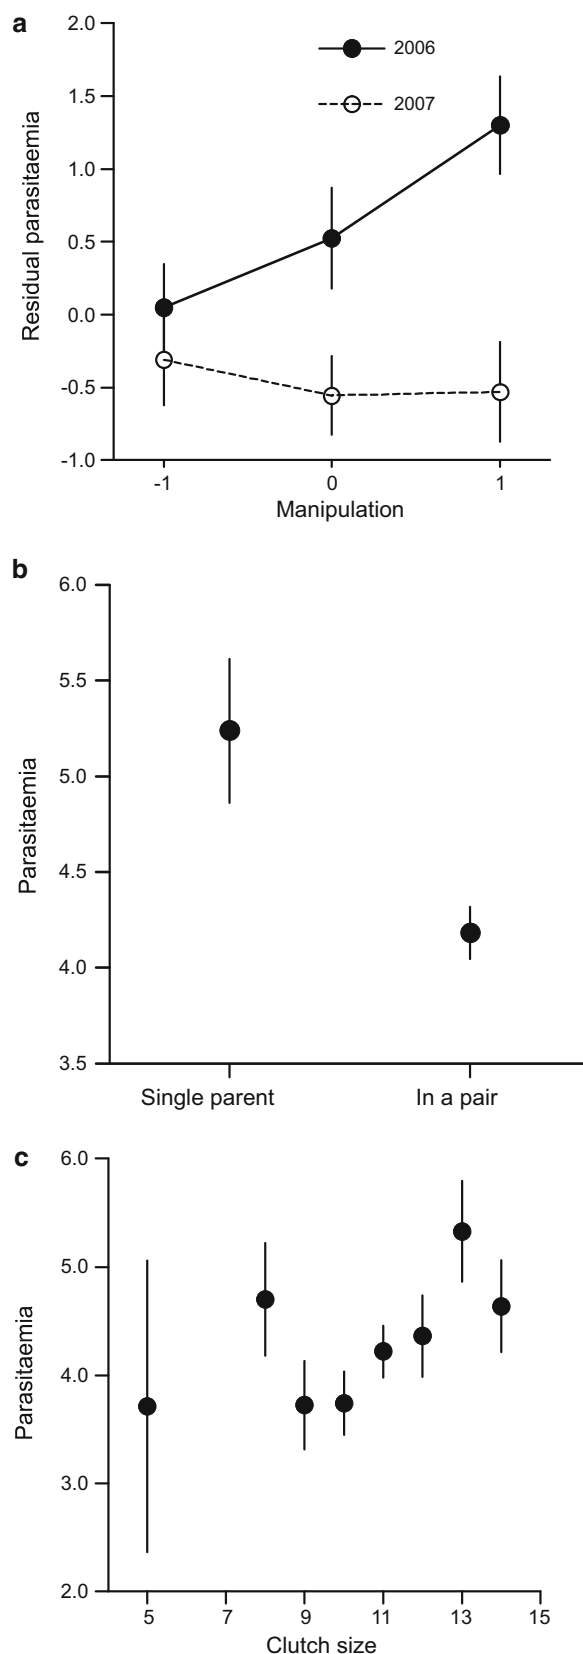 a
2.0
2006
1.5
2007
1.0
Residual parasitaemia
0.5
0.0
-0.5
-1.0
-1 0 1
Manipulation
b
6.0
5.5
5.0
Parasitaemia
4.5
4.0
3.5
Single parent In a pair
c
6.0
5.0
4.0
Parasitaemia
3.0
2.0
5 7 9 11 13 15
Clutch size